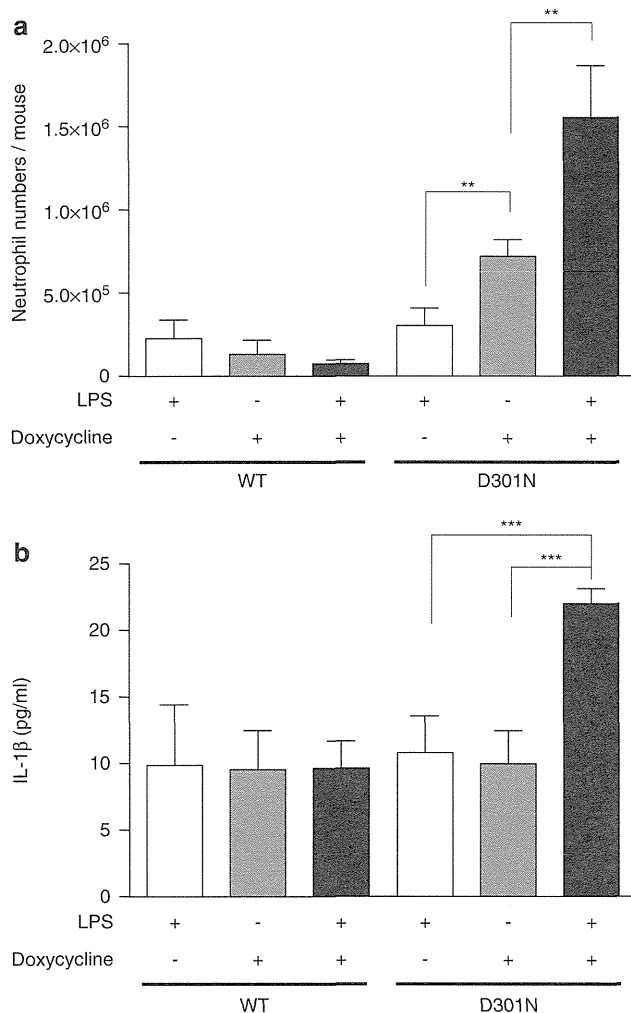 a
**
**
2.0×10⁶
1.5×10⁶
1.0×10⁶
5.0×10⁵
0
Neutrophil numbers / mouse
LPS + - + + - +
Doxycycline - + + - + +
WT D301N
b
***
***
25
20
15
10
5
0
IL-1β (pg/ml)
LPS + - + + - +
Doxycycline - + + - + +
WT D301N